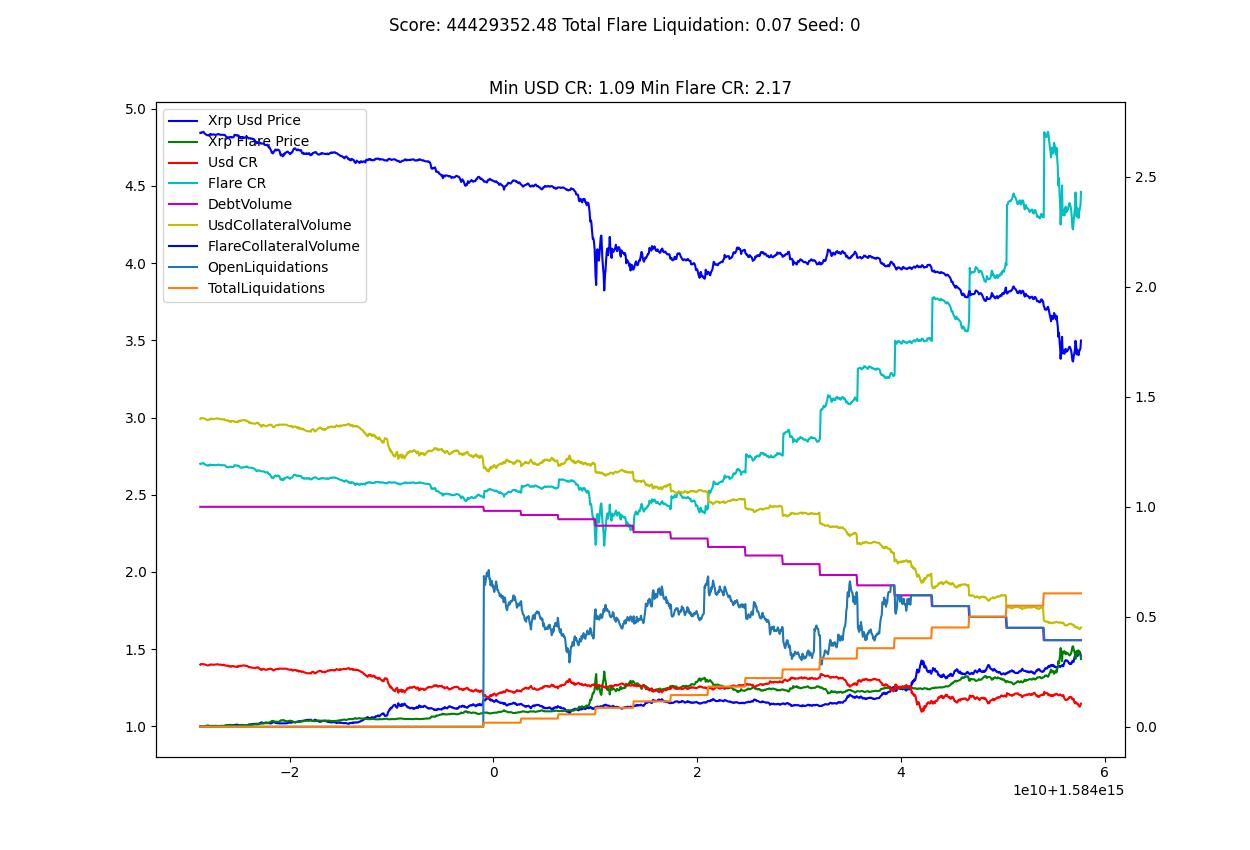 Score: 44429352.48 Total Flare Liquidation: 0.07 Seed: 0
Min USD CR: 1.09 Min Flare CR: 2.17
Xrp Usd Price
Xrp Flare Price
Usd CR
Flare CR
DebtVolume
UsdCollateralVolume
FlareCollateralVolume
OpenLiquidations
TotalLiquidations
5.0
4.5
4.0
3.5
3.0
2.5
2.0
1.5
1.0
2.5
2.0
1.5
1.0
0.5
0.0
−2 0 2 4 6
1e10+1.584e15